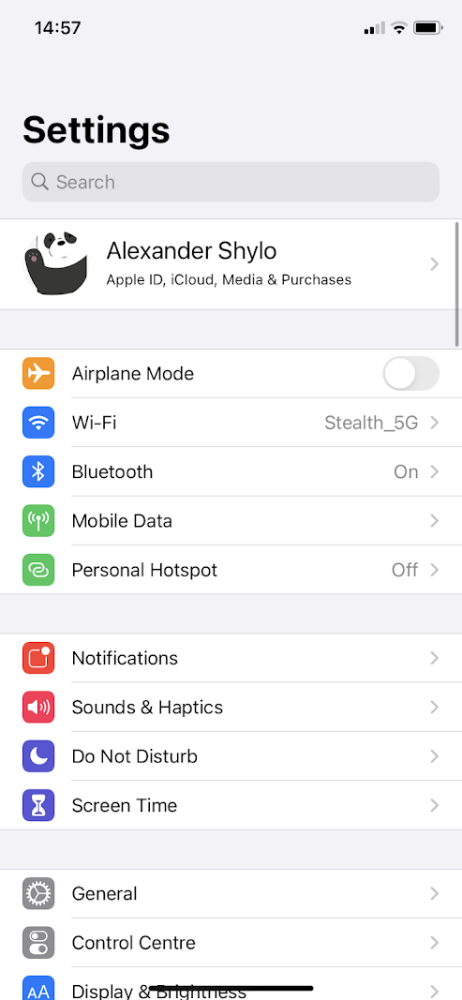 14:57
Settings
Search
Alexander Shylo
Apple ID, iCloud, Media & Purchases
Airplane Mode
Wi-Fi Stealth_5G
Bluetooth On
Mobile Data
Personal Hotspot Off
Notifications
Sounds & Haptics
Do Not Disturb
Screen Time
General
Control Centre
AA Display & Brightness